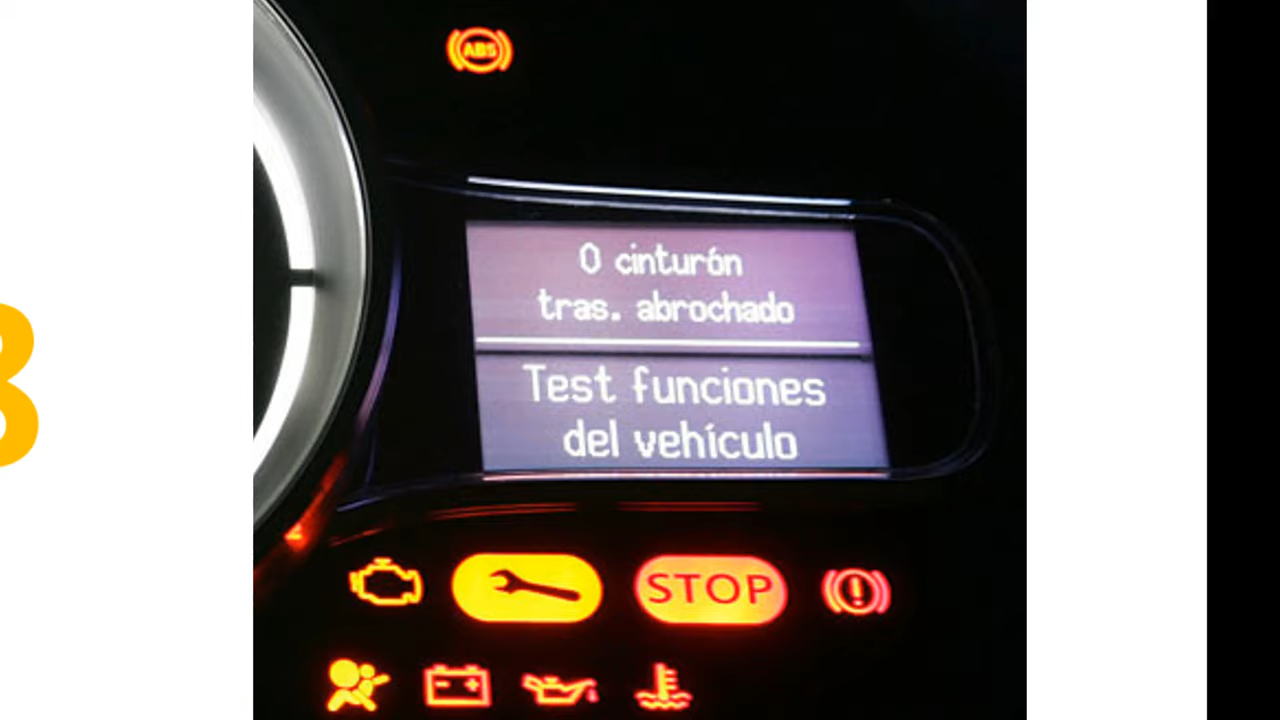 ABS
0 cinturón
tras. abrochado
Test funciones
del vehículo
STOP